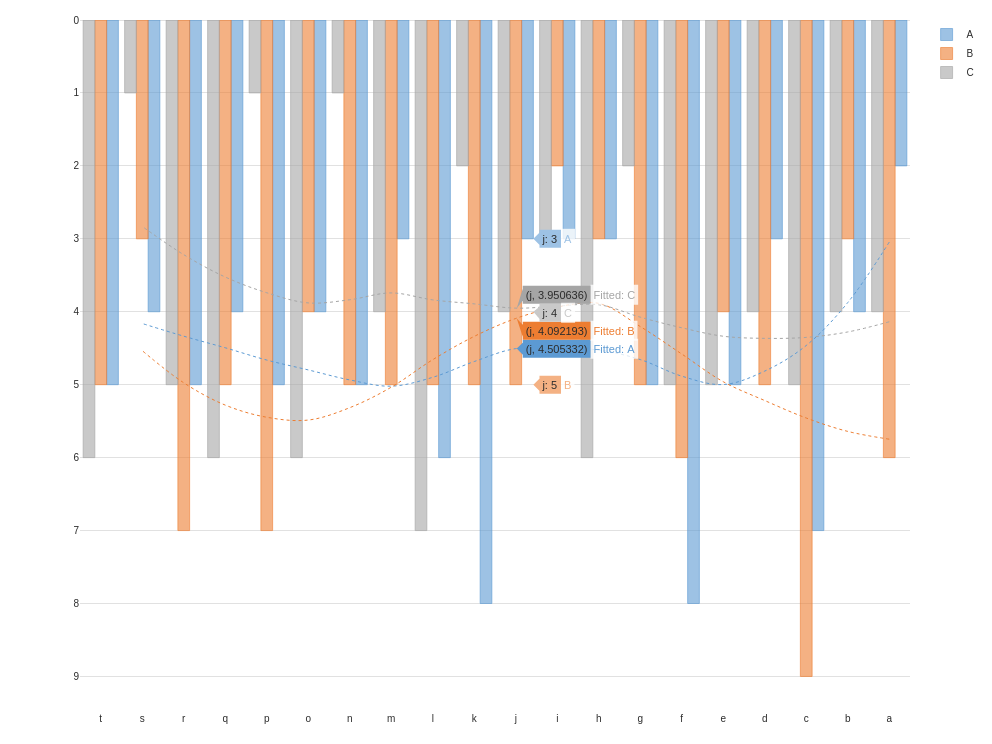 0
1
2
3
4
5
6
7
8
9
j: 3 A
(j, 3.950636) Fitted: C
j: 4 C
(j, 4.092193) Fitted: B
(j, 4.505332) Fitted: A
j: 5 B
t s r q p o n m l k j i h g f e d c b a
A
B
C